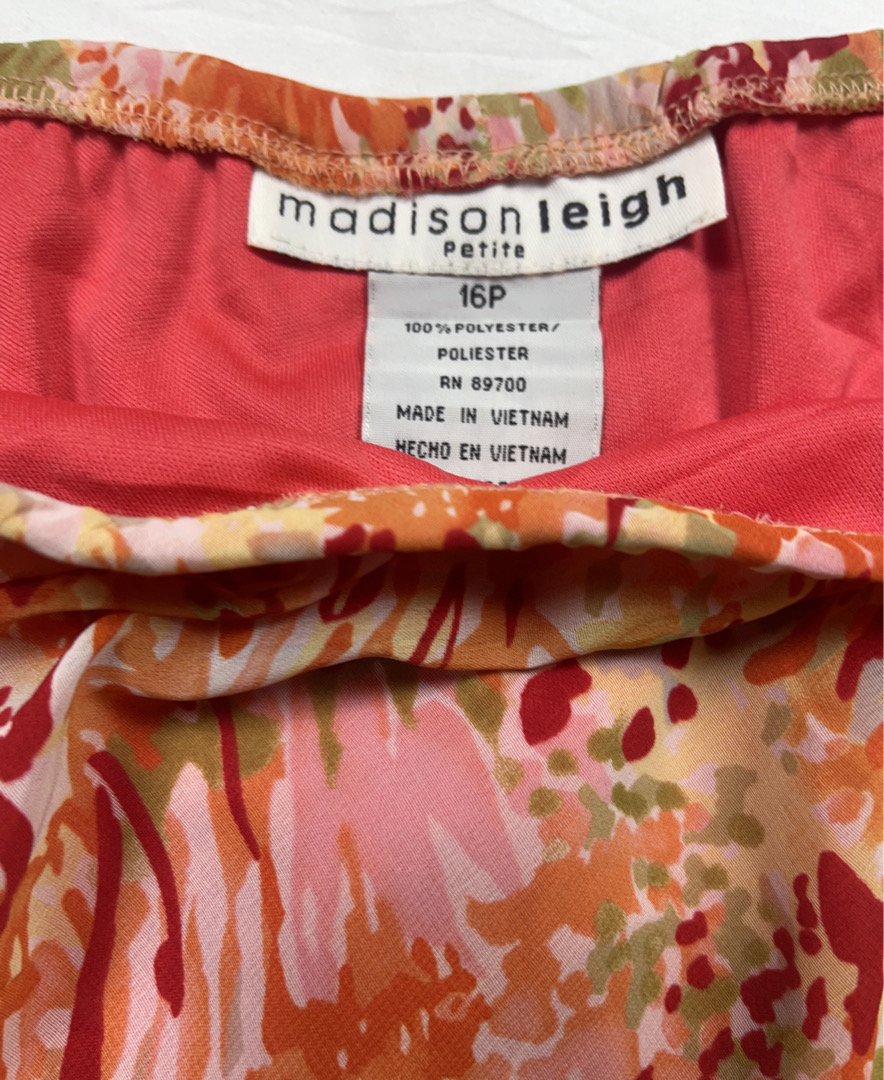 madisonleigh
Petite
16P
100% POLYESTER/
POLIESTER
RN 89700
MADE IN VIETNAM
HECHO EN VIETNAM